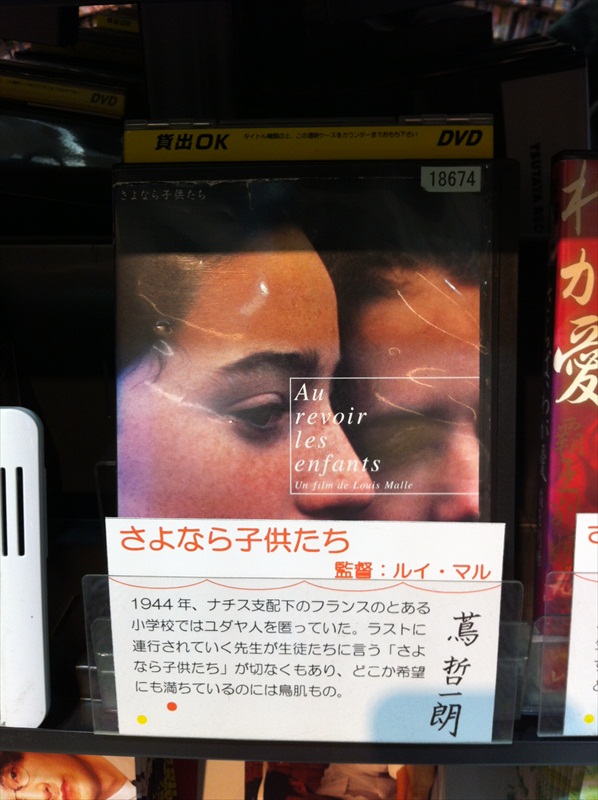 DVD
貸出OK
DVD
18674
さよなら子供たち
Au
revoir
les
enfants
Un film de Louis Malle
さよなら子供たち
監督：ルイ・マル
1944年、ナチス支配下のフランスのとある
小学校ではユダヤ人を匿っていた。ラストに
連行されていく先生が生徒たちに言う「さよ
なら子供たち」が切なくもあり、どこか希望
にも満ちているのには鳥肌もの。
蔦哲一朗
わが愛